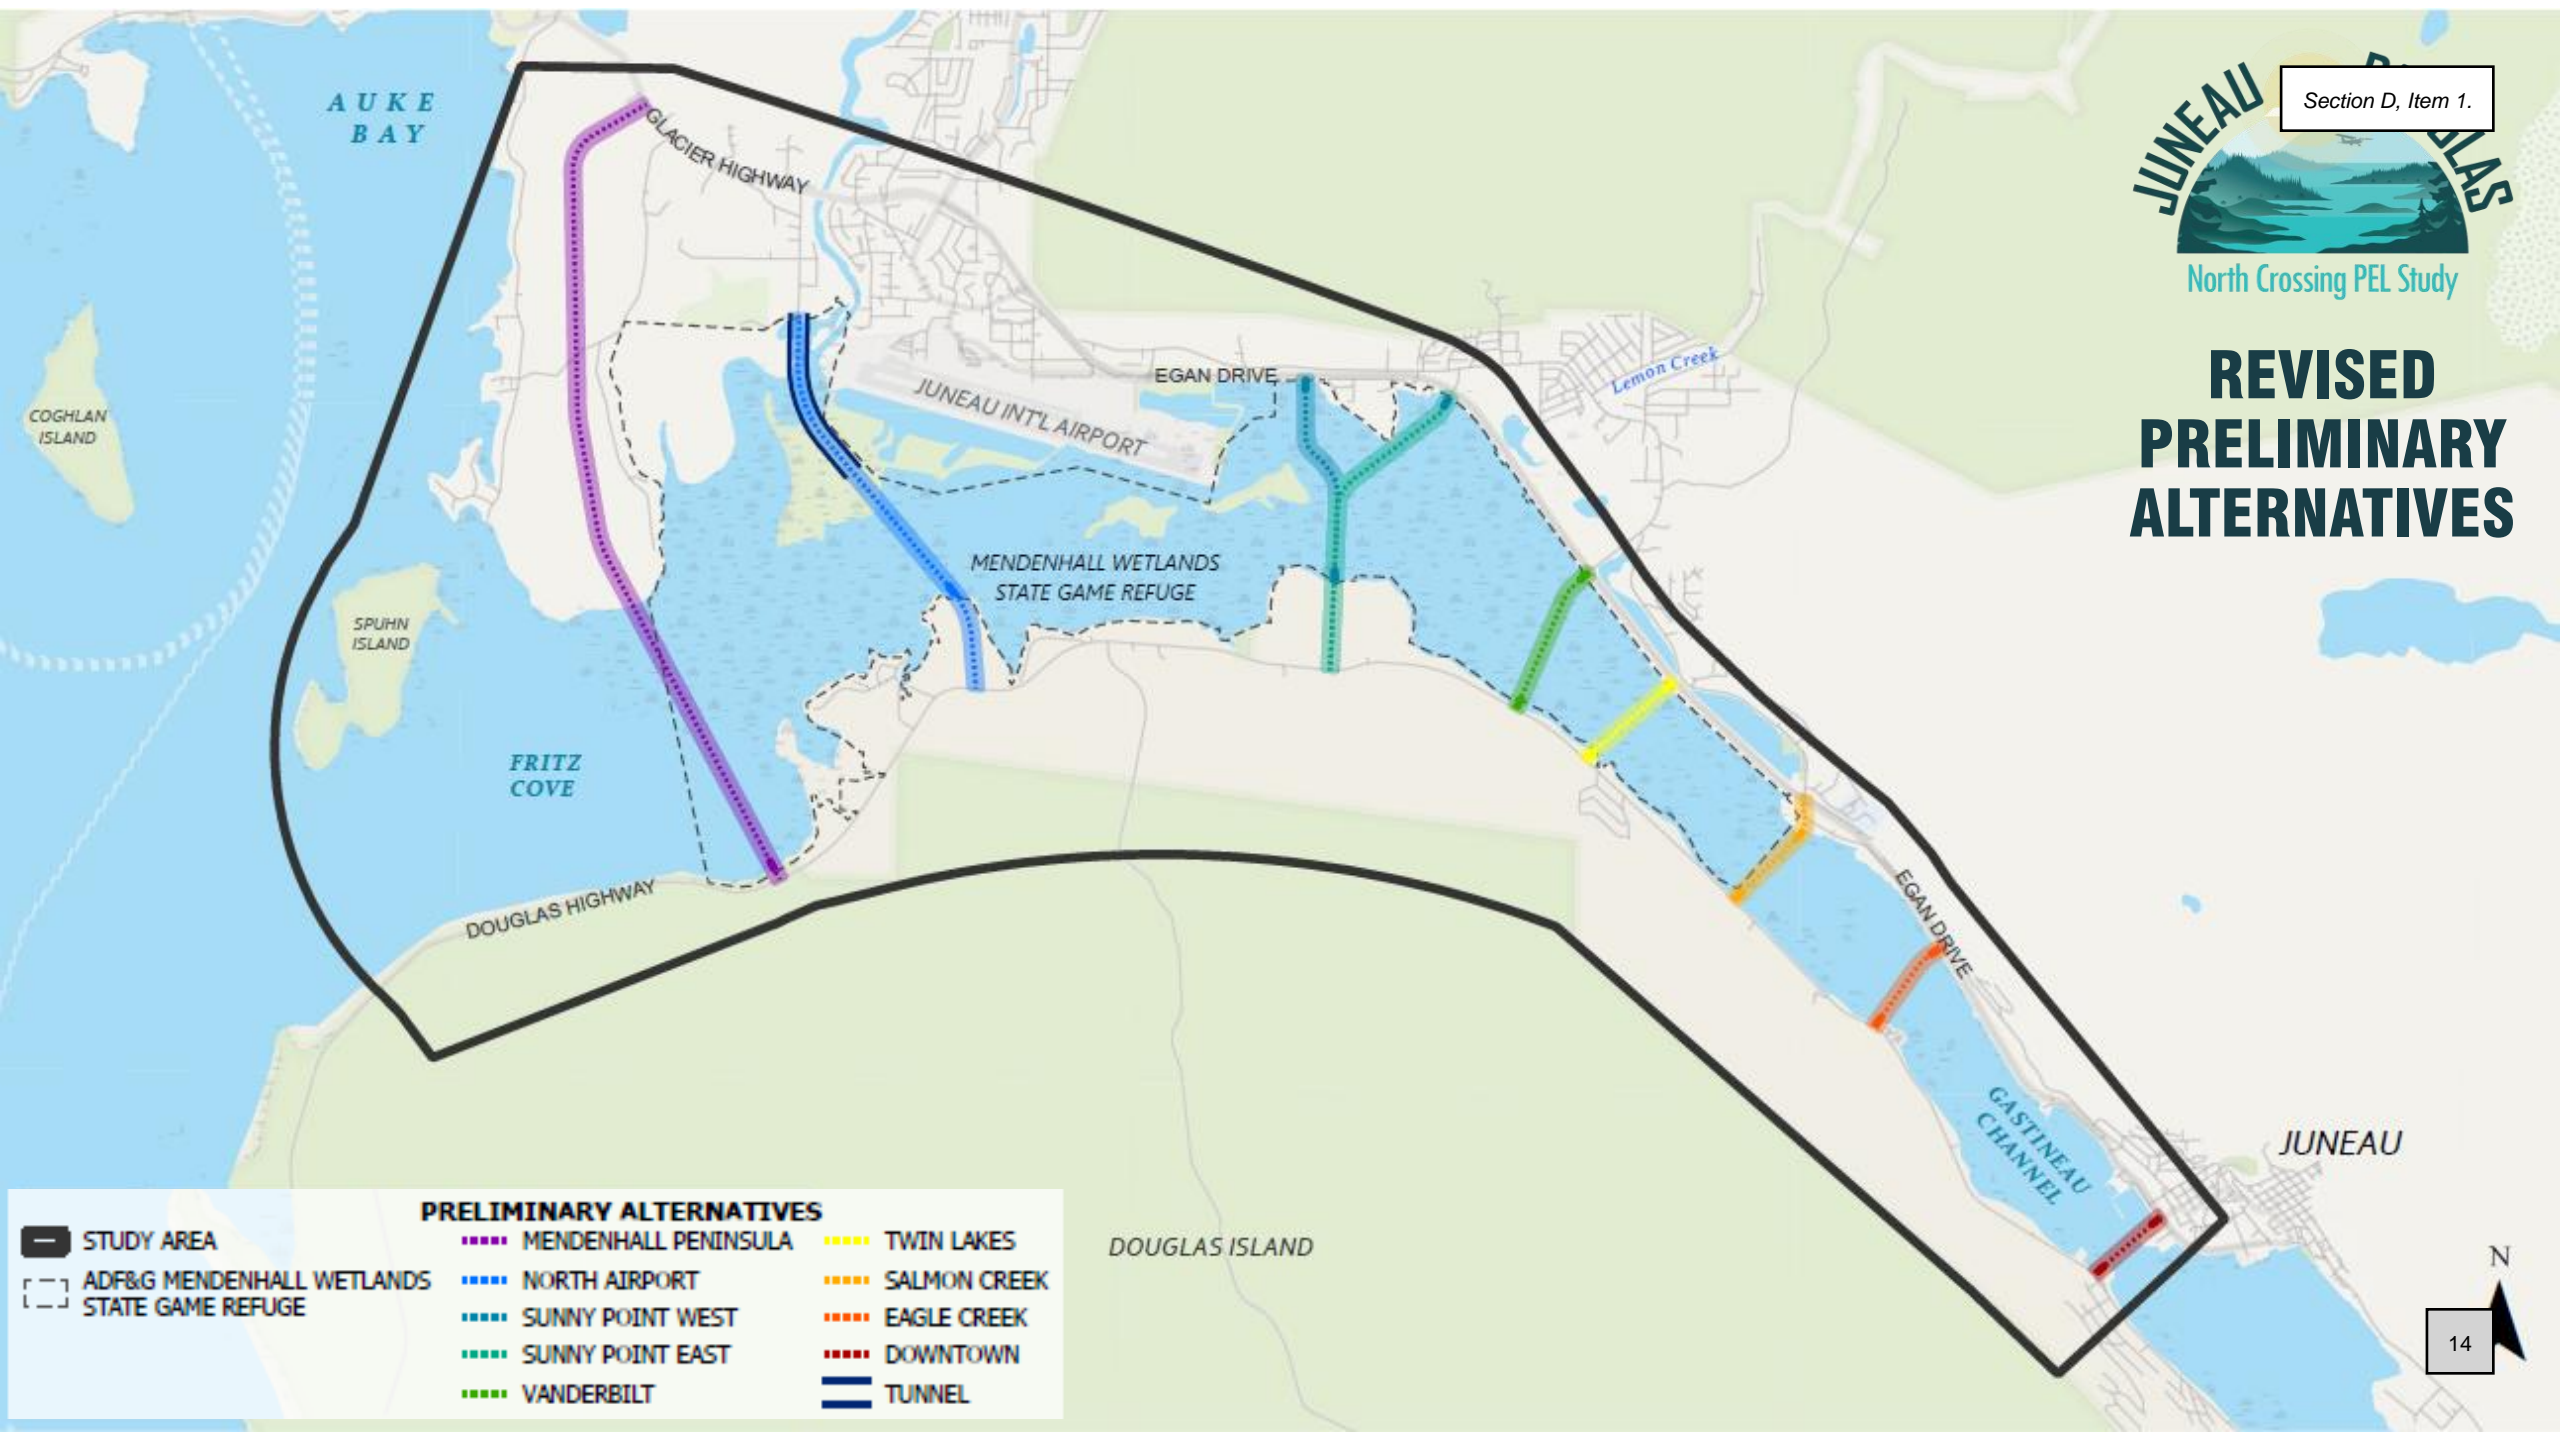 JUNEAU
Section D, Item 1.
North Crossing PEL Study
REVISED
PRELIMINARY
ALTERNATIVES
AUKE
BAY
GLACIER HIGHWAY
COGHLAN
ISLAND
JUNEAU INT'L AIRPORT
EGAN DRIVE
Lemon Creek
MENDENHALL WETLANDS
STATE GAME REFUGE
SPUHN
ISLAND
FRITZ
COVE
DOUGLAS HIGHWAY
EGAN DRIVE
GASTINEAU
CHANNEL
JUNEAU
DOUGLAS ISLAND
PRELIMINARY ALTERNATIVES
STUDY AREA
ADF&G MENDENHALL WETLANDS
STATE GAME REFUGE
MENDENHALL PENINSULA
NORTH AIRPORT
SUNNY POINT WEST
SUNNY POINT EAST
VANDERBILT
TWIN LAKES
SALMON CREEK
EAGLE CREEK
DOWNTOWN
TUNNEL
N
14